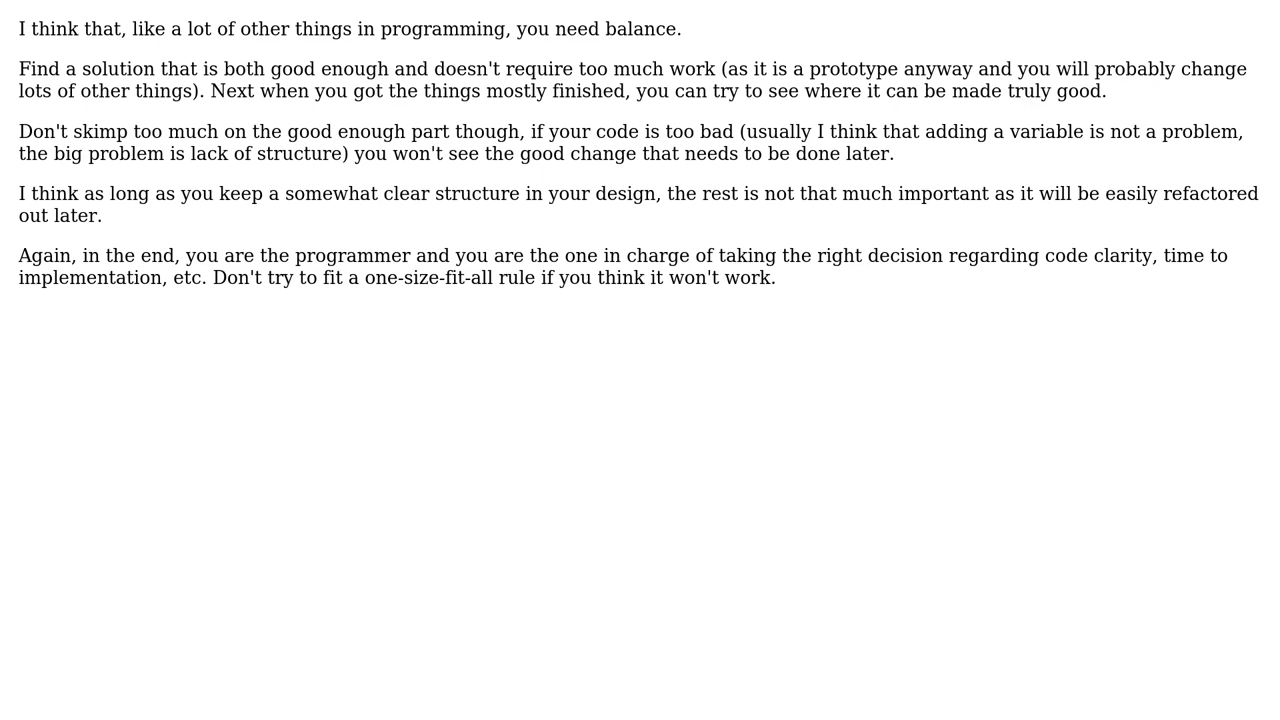 I think that, like a lot of other things in programming, you need balance.
Find a solution that is both good enough and doesn't require too much work (as it is a prototype anyway and you will probably change
lots of other things). Next when you got the things mostly finished, you can try to see where it can be made truly good.
Don't skimp too much on the good enough part though, if your code is too bad (usually I think that adding a variable is not a problem,
the big problem is lack of structure) you won't see the good change that needs to be done later.
I think as long as you keep a somewhat clear structure in your design, the rest is not that much important as it will be easily refactored
out later.
Again, in the end, you are the programmer and you are the one in charge of taking the right decision regarding code clarity, time to
implementation, etc. Don't try to fit a one-size-fit-all rule if you think it won't work.